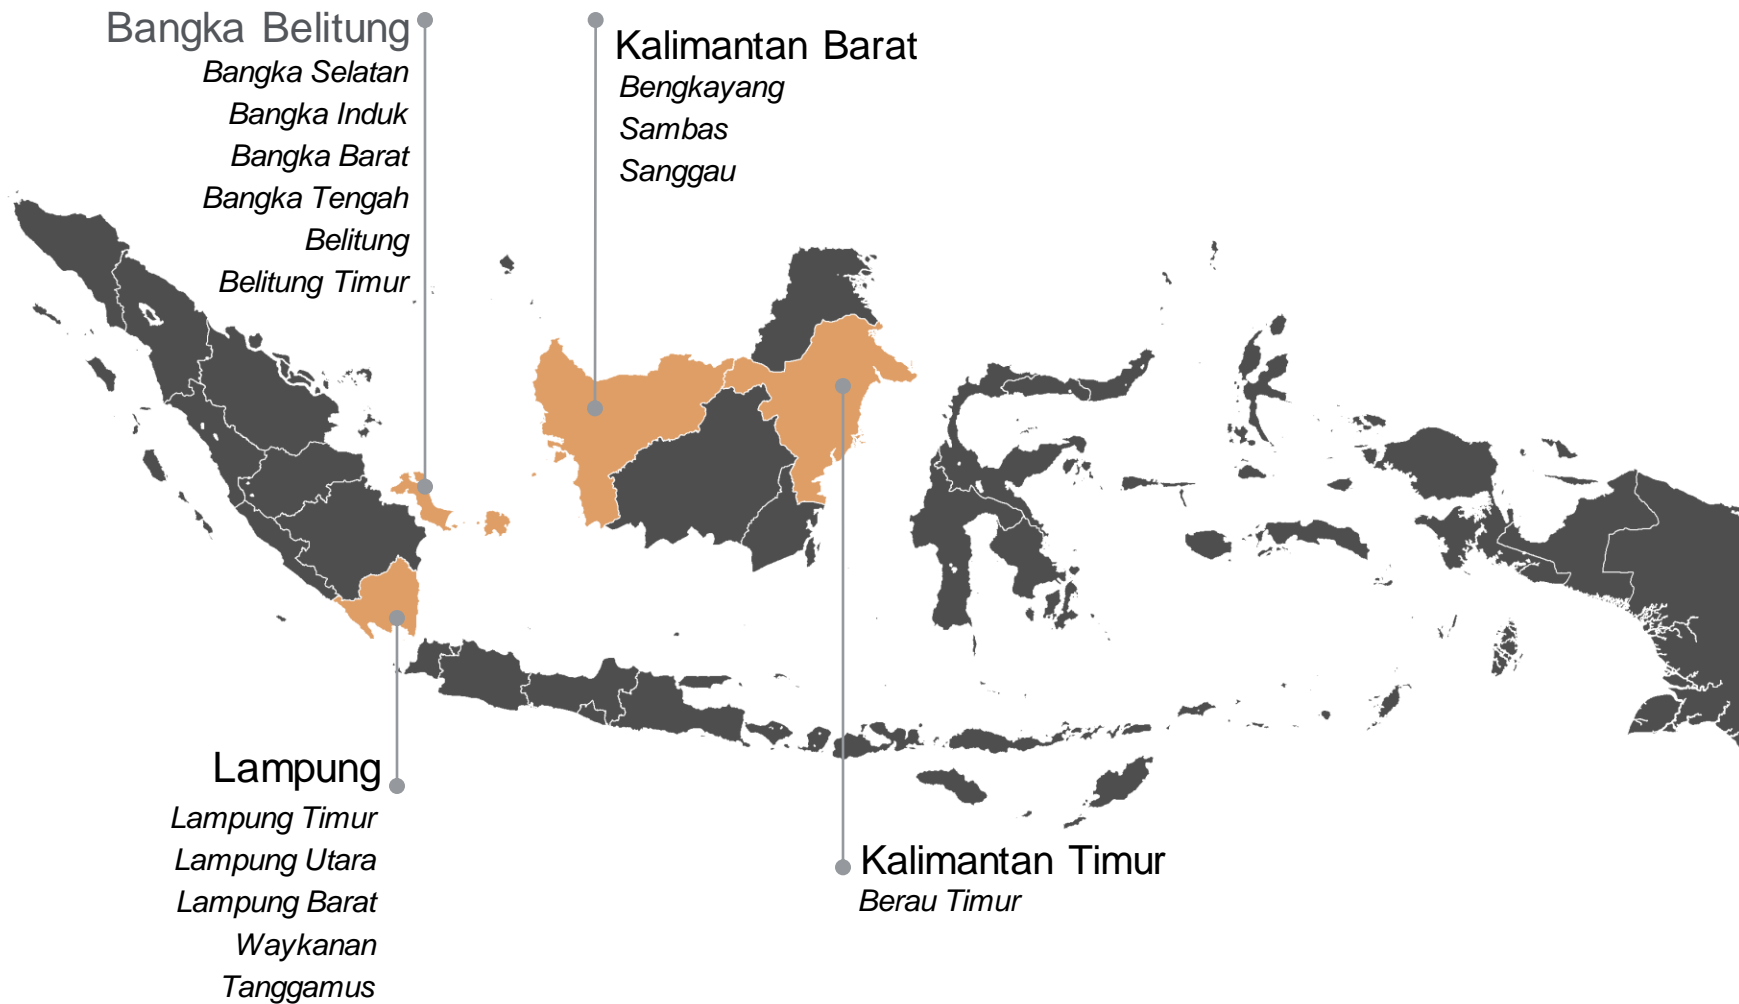 Bangka Belitung
Bangka Selatan
Bangka Induk
Bangka Barat
Bangka Tengah
Belitung
Belitung Timur
Kalimantan Barat
Bengkayang
Sambas
Sanggau
Lampung
Lampung Timur
Lampung Utara
Lampung Barat
Waykanan
Tanggamus
Kalimantan Timur
Berau Timur